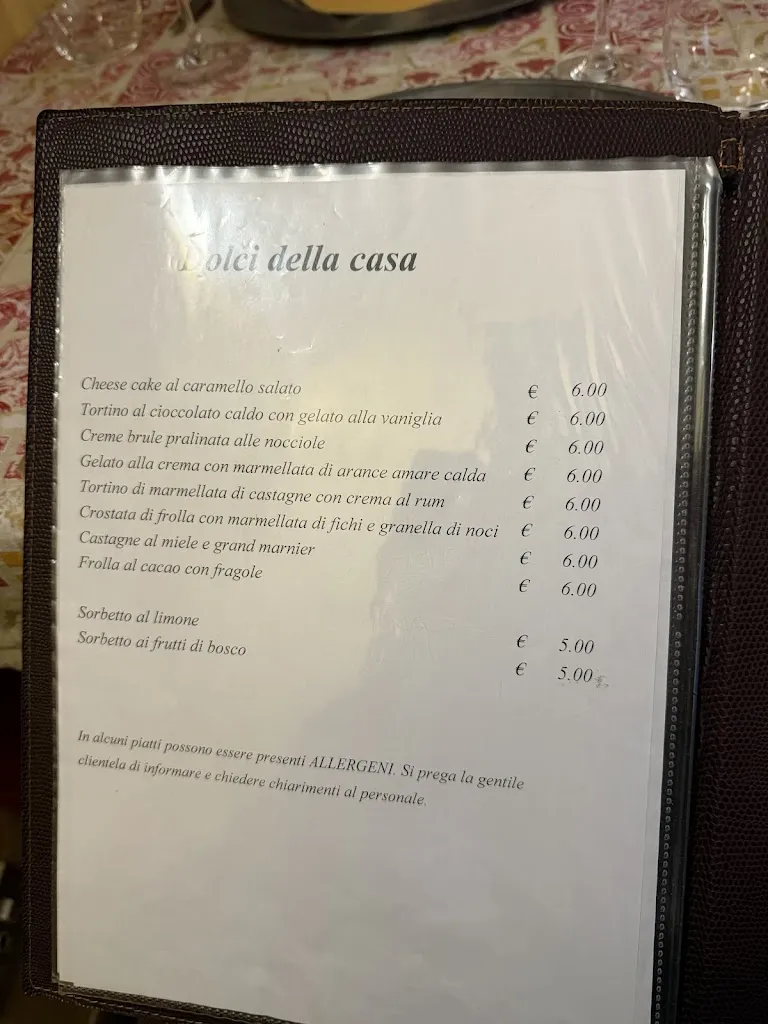 Dolci della casa
Cheese cake al caramello salato € 6.00
Tortino al cioccolato caldo con gelato alla vaniglia € 6.00
Creme brule pralinata alle nocciole € 6.00
Gelato alla crema con marmellata di arance amare calda € 6.00
Tortino di marmellata di castagne con crema al rum € 6.00
Crostata di frolla con marmellata di fichi e granella di noci € 6.00
Castagne al miele e grand marnier € 6.00
Frolla al cacao con fragole € 6.00
Sorbetto al limone € 5.00
Sorbetto ai frutti di bosco € 5.00
In alcuni piatti possono essere presenti ALLERGENI. Si prega la gentile
clientela di informare e chiedere chiarimenti al personale.